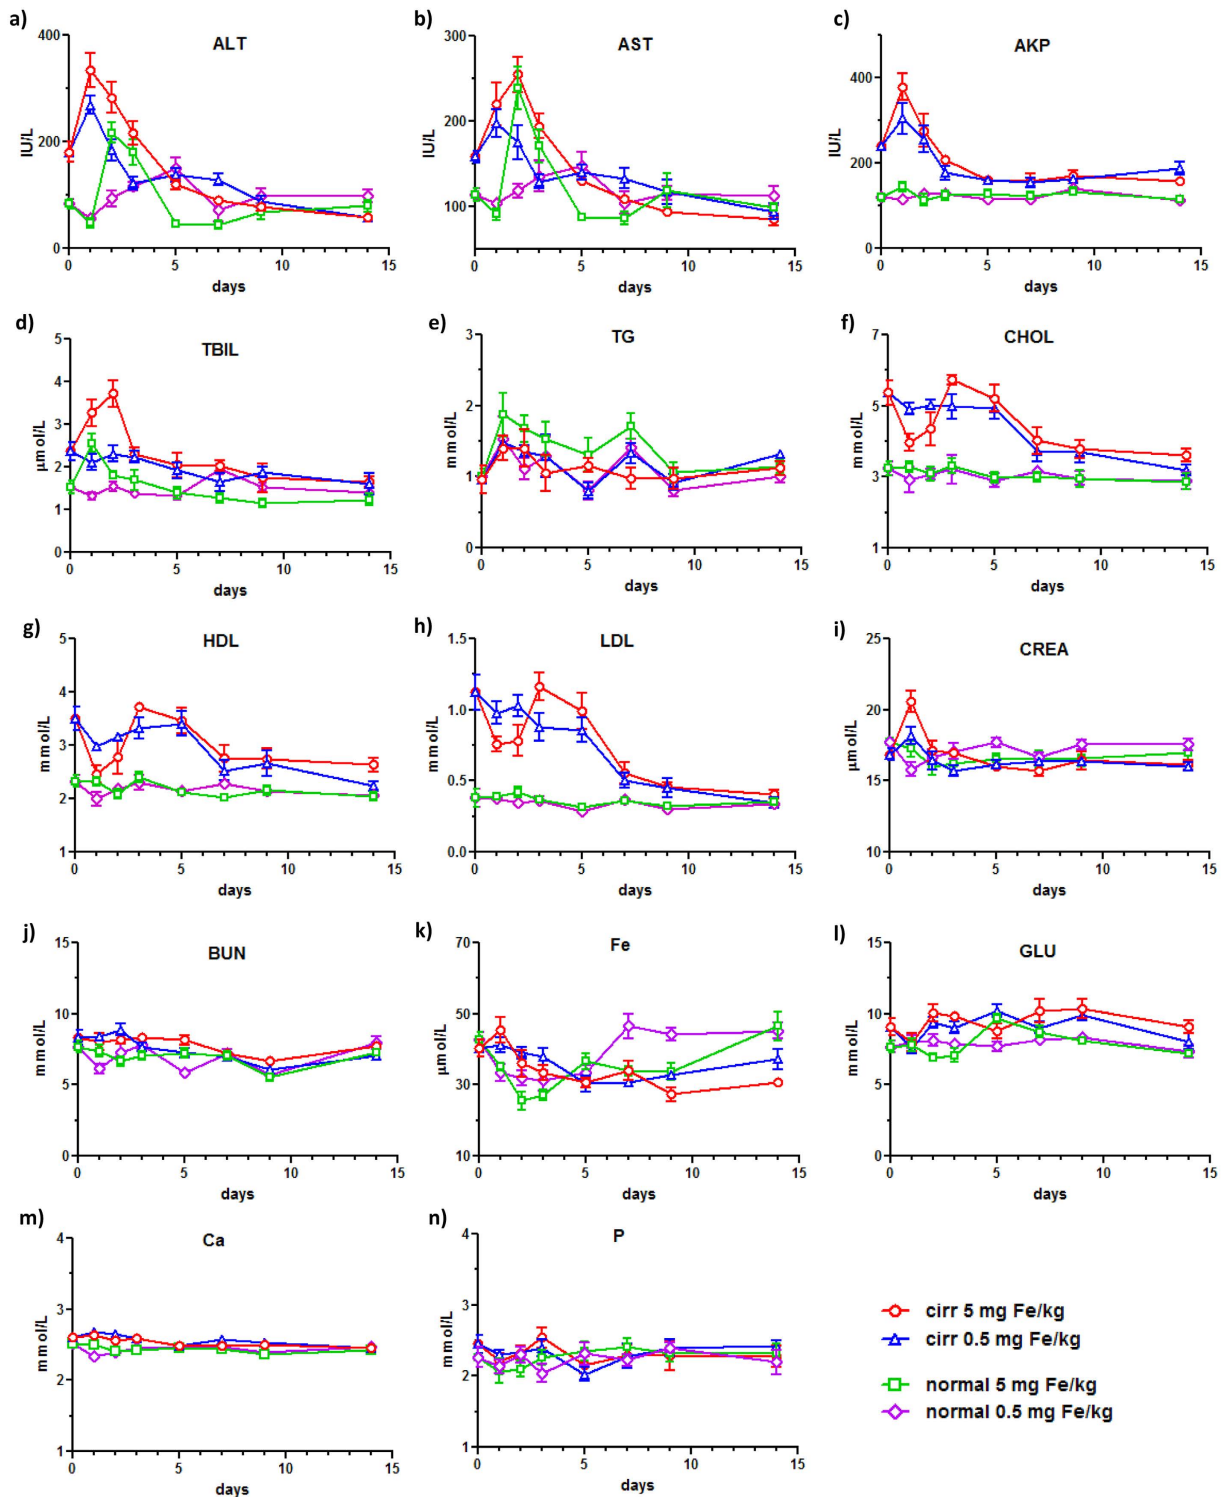 a)
ALT
400
200
0
IU/L
0
5
10
15
days
b)
AST
300
200
100
IU/L
0
5
10
15
days
c)
AKP
400
200
0
IU/L
0
5
10
15
days
d)
TBIL
5
4
3
2
1
0
µmol/L
0
5
10
15
days
e)
TG
3
2
1
0
mmol/L
0
5
10
15
days
f)
CHOL
7
5
3
1
mmol/L
0
5
10
15
days
g)
HDL
5
4
3
2
1
mmol/L
0
5
10
15
days
h)
LDL
1.5
1.0
0.5
0.0
mmol/L
0
5
10
15
days
i)
CREA
25
20
15
10
µmol/L
0
5
10
15
days
j)
BUN
15
10
5
0
mmol/L
0
5
10
15
days
k)
Fe
70
50
30
10
µmol/L
0
5
10
15
days
l)
GLU
15
10
5
0
mmol/L
0
5
10
15
days
m)
Ca
4
3
2
1
mmol/L
0
5
10
15
days
n)
P
4
3
2
1
mmol/L
0
5
10
15
days
cirr 5 mg Fe/kg
cirr 0.5 mg Fe/kg
normal 5 mg Fe/kg
normal 0.5 mg Fe/kg